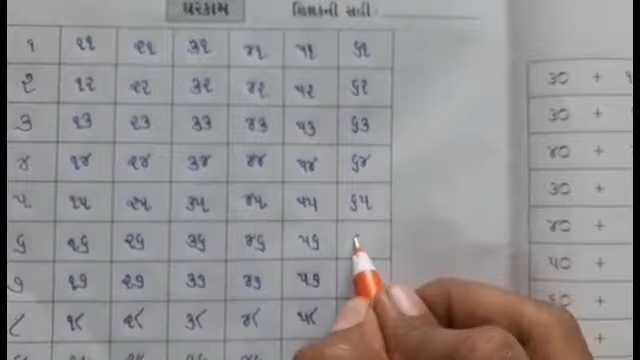 ઘરકામ શિક્ષકની સહી :
૧ ૧૧ ૨૧ ૩૧ ૪૧ ૫૧ ૬૧
૨ ૧૨ ૨૨ ૩૨ ૪૨ ૫૨ ૬૨
૩ ૧૩ ૨૩ ૩૩ ૪૩ ૫૩ ૬૩
૪ ૧૪ ૨૪ ૩૪ ૪૪ ૫૪ ૬૪
૫ ૧૫ ૨૫ ૩૫ ૪૫ ૫૫ ૬૫
૬ ૧૬ ૨૬ ૩૬ ૪૬ ૫૬
૭ ૧૭ ૨૭ ૩૭ ૪૭ ૫૭
૮ ૧૮ ૨૮ ૩૮ ૪૮ ૫૮
૩૦ +
૩૦ +
૪૦ +
૩૦ +
૪૦ +
૫૦ +
૬૦ +